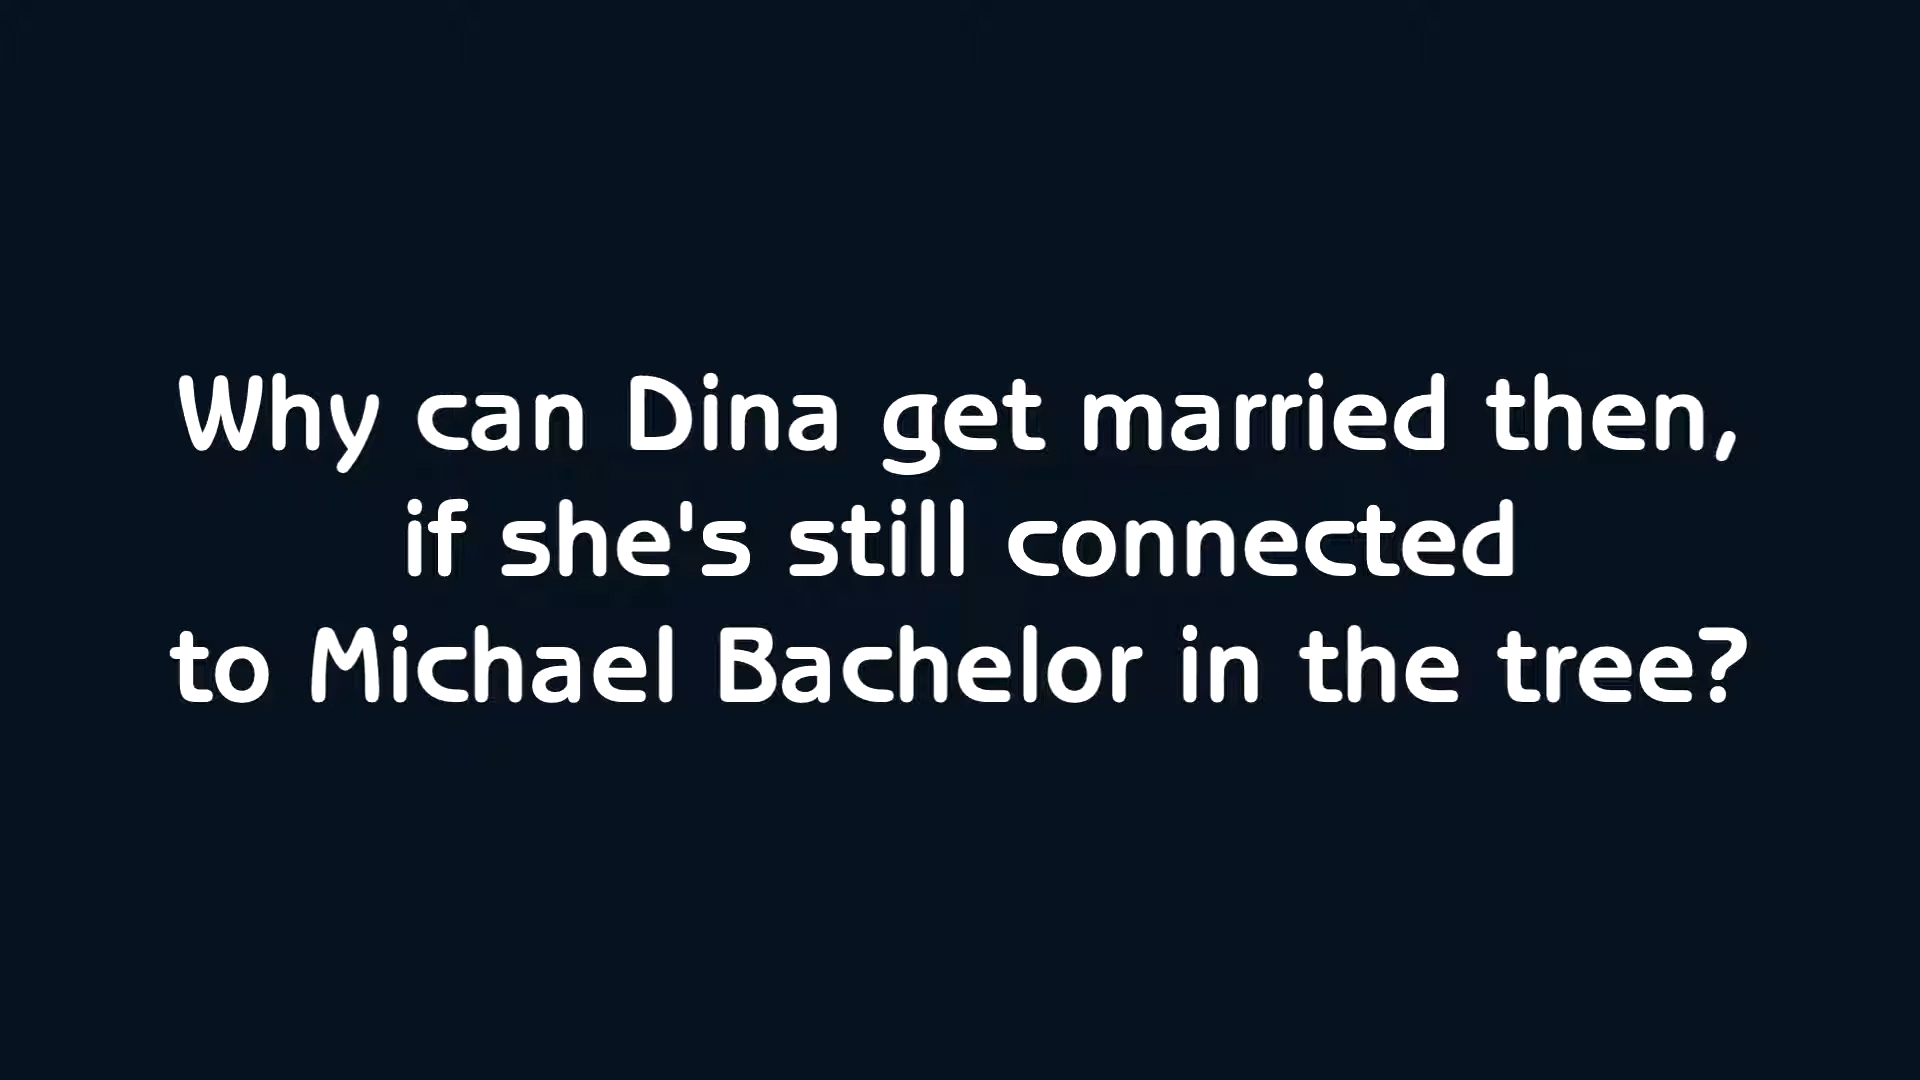 Why can Dina get married then,
if she's still connected
to Michael Bachelor in the tree?